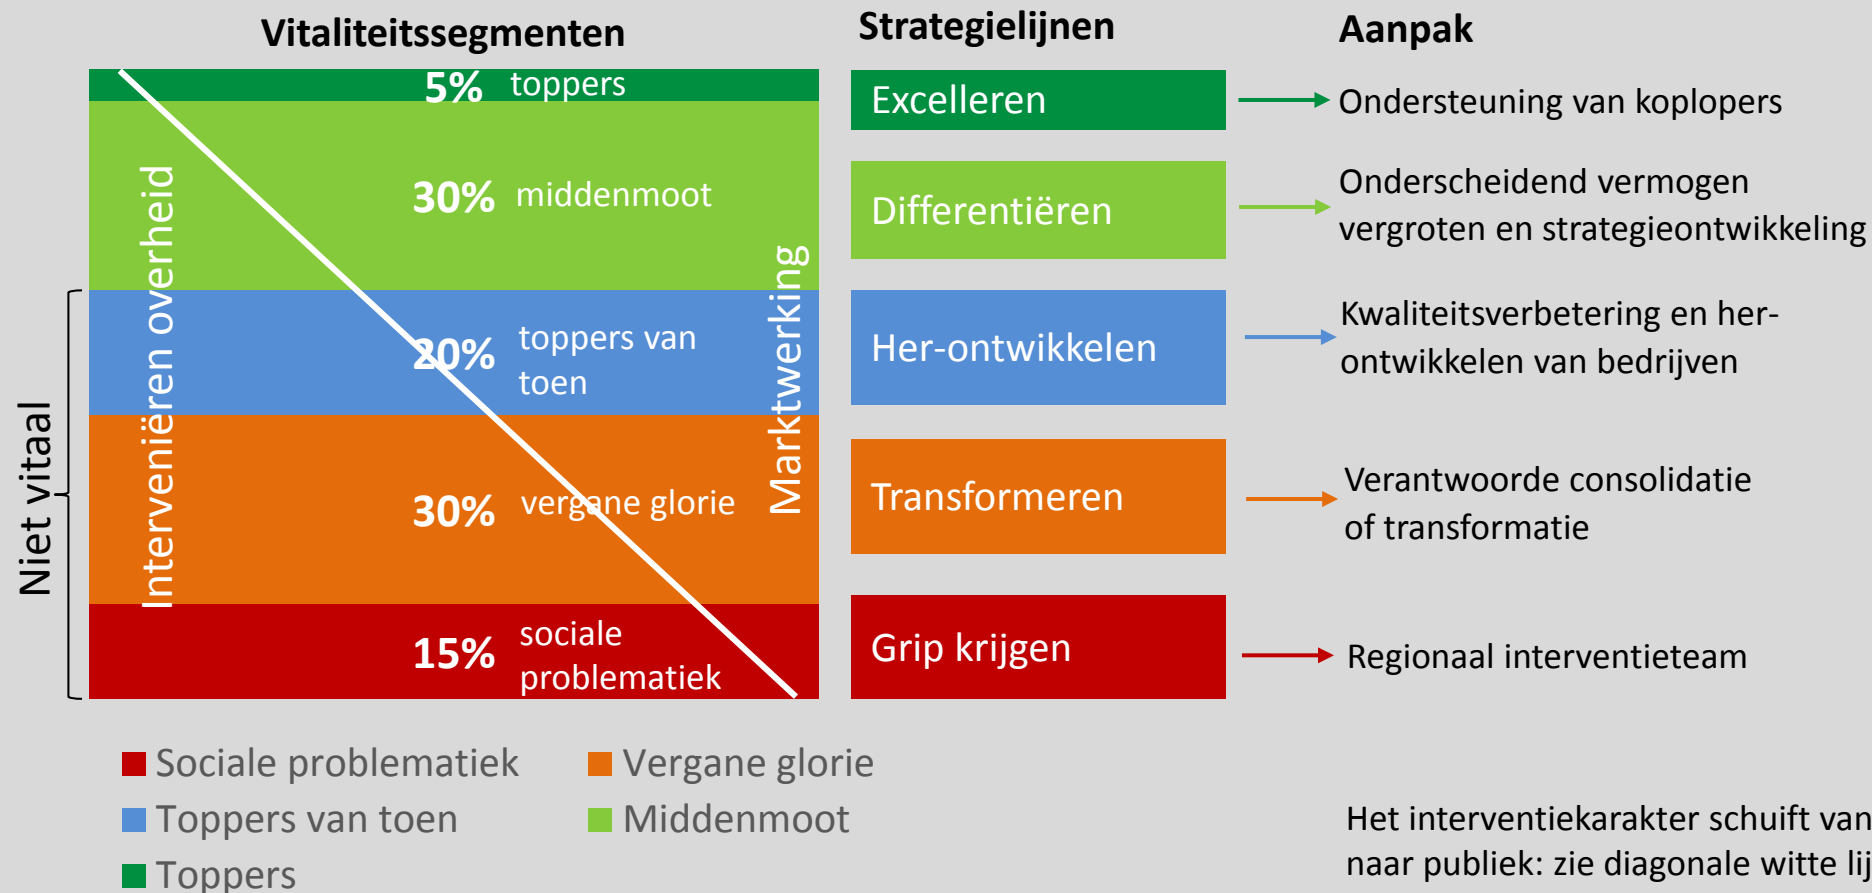 Vitaliteitssegmenten
Strategielijnen
Aanpak
5% toppers
30% middenmoot
20% toppers van
toen
30% vergane glorie
15% sociale
problematiek
Interveniëren overheid
Marktwerking
Niet vitaal
Excelleren
Ondersteuning van koplopers
Differentiëren
Onderscheidend vermogen
vergroten en strategieontwikkeling
Her-ontwikkelen
Kwaliteitsverbetering en her-
ontwikkelen van bedrijven
Transformeren
Verantwoorde consolidatie
of transformatie
Grip krijgen
Regionaal interventieteam
Sociale problematiek
Vergane glorie
Toppers van toen
Middenmoot
Toppers
Het interventiekarakter schuift van
naar publiek: zie diagonale witte